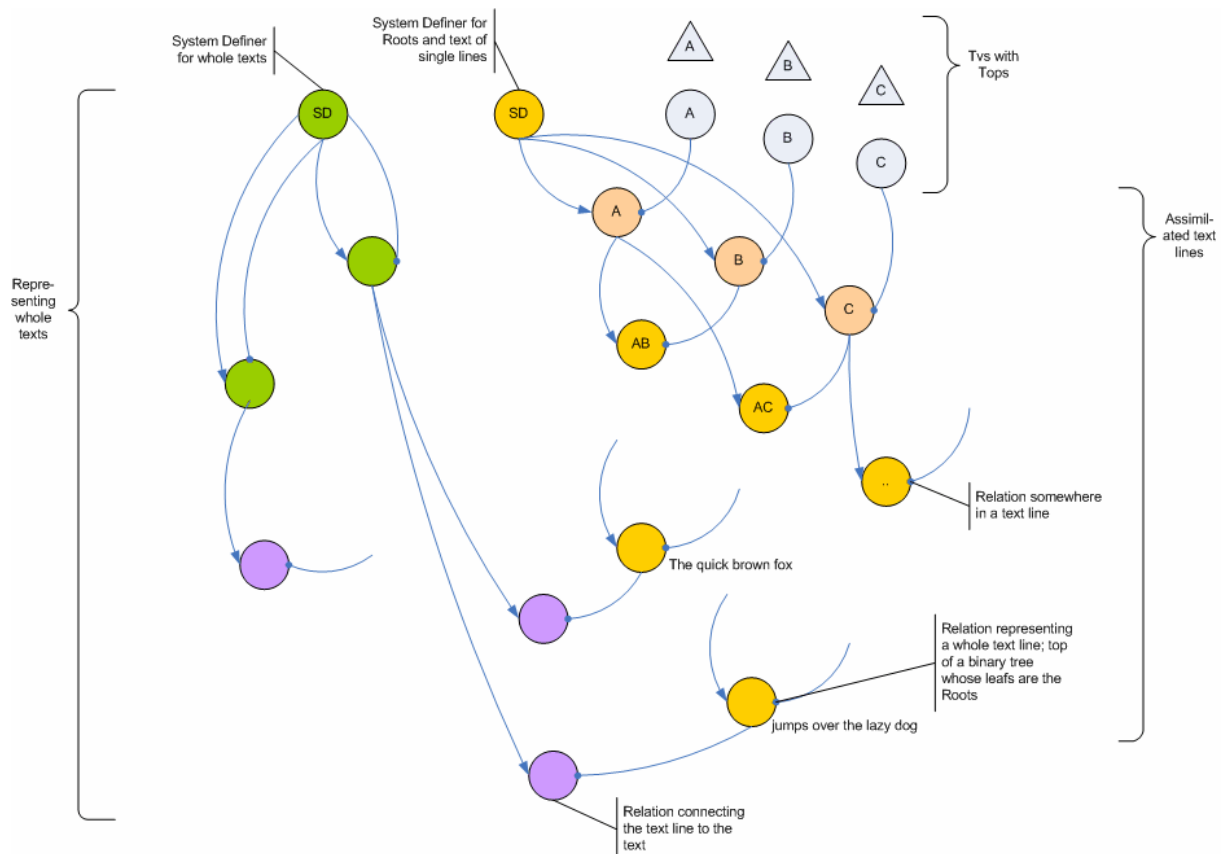 System Definer
for whole texts
System Definer for
Roots and text of
single lines
A
B
C
Tvs with
Tops
SD
SD
A
B
C
A
B
C
AB
AC
..
Assimil-
ated text
lines
Repre-
senting
whole
texts
Relation somewhere
in a text line
The quick brown fox
Relation representing
a whole text line; top
of a binary tree
whose leafs are the
Roots
jumps over the lazy dog
Relation connecting
the text line to the
text